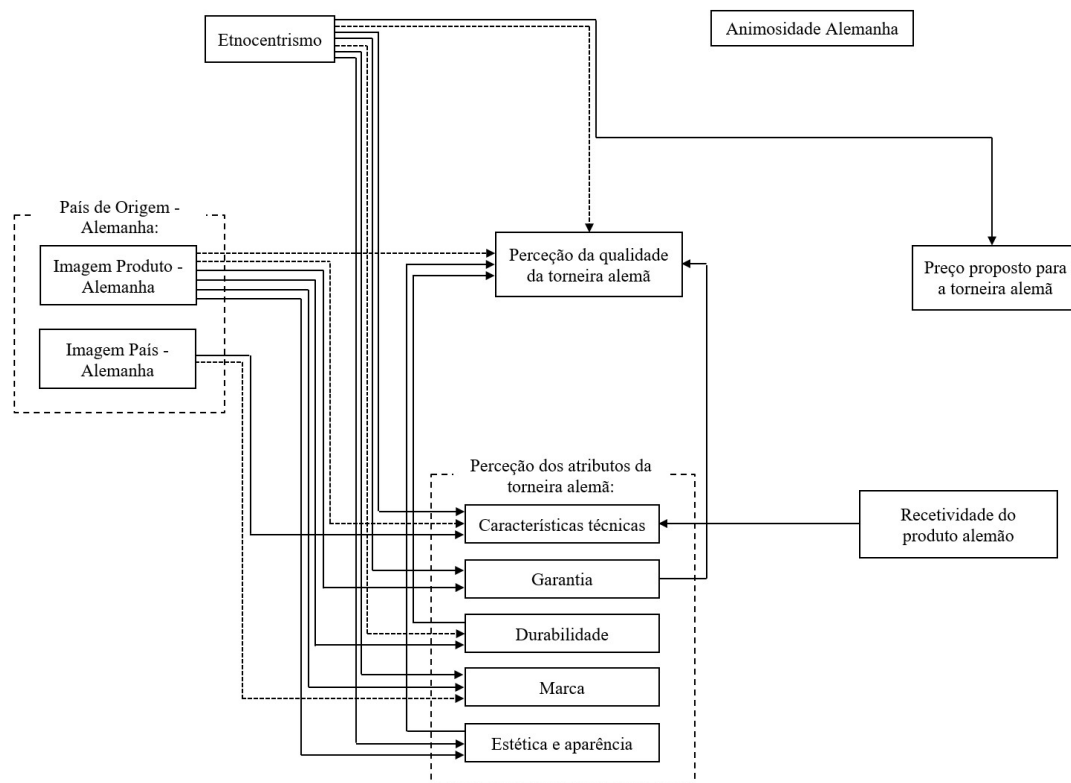 Etnocentrismo
Animosidade Alemanha
País de Origem -
Alemanha:
Imagem Produto -
Alemanha
Imagem País -
Alemanha
Perceção da qualidade
da torneira alemã
Preço proposto para
a torneira alemã
Perceção dos atributos da
torneira alemã:
Características técnicas
Garantia
Durabilidade
Marca
Estética e aparência
Recetividade do
produto alemão